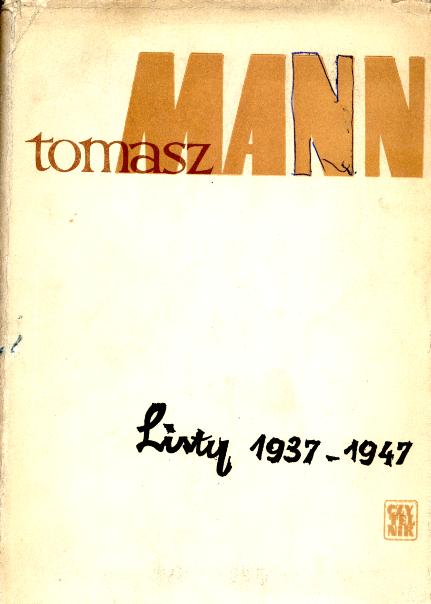 tomasz MANN
Listy 1937-1947
CZY
TEL
NIK